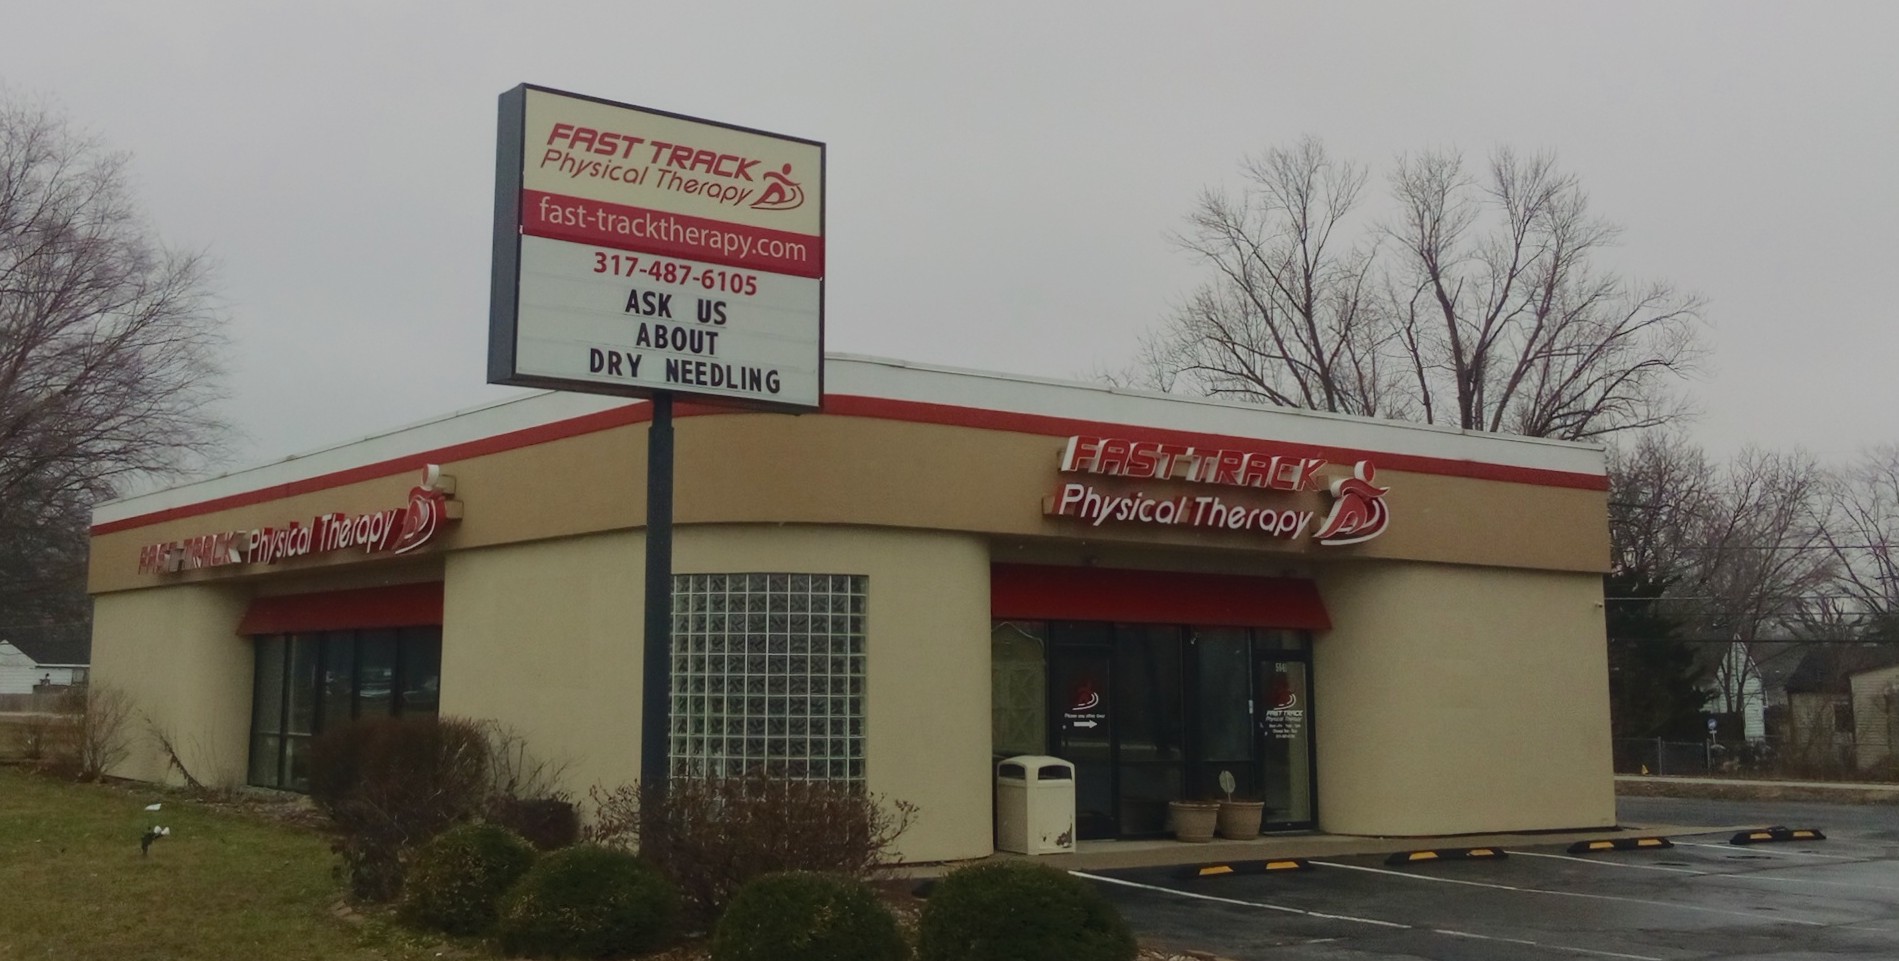 FAST TRACK
Physical Therapy
fast-tracktherapy.com
317-487-6105
ASK US
ABOUT
DRY NEEDLING
FAST TRACK Physical Therapy
FAST TRACK
Physical Therapy
FAST TRACK
Physical Therapy